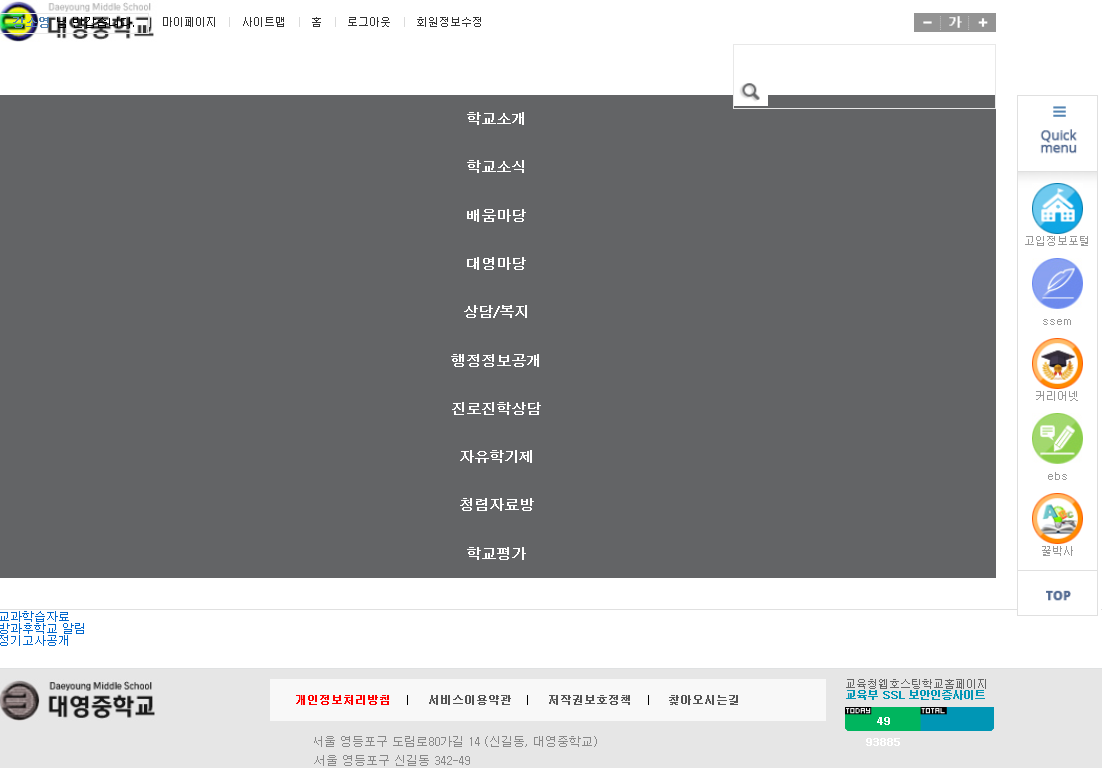 Daeyoung Middle School
대영중학교
마이페이지 사이트맵 홈 로그아웃 회원정보수정
가
학교소개
학교소식
배움마당
대영마당
상담/복지
행정정보공개
진로진학상담
자유학기제
청렴자료방
학교평가
Quick
menu
고입정보포털
ssem
커리어넷
ebs
꿀박사
TOP
교과학습자료
방과후학교 알림
정기고사공개
Daeyoung Middle School
대영중학교
개인정보처리방침 서비스이용약관 저작권보호정책 찾아오시는길
서울 영등포구 도림로80가길 14 (신길동, 대영중학교)
서울 영등포구 신길동 342-49
교육청웹호스팅학교홈페이지
교육부 SSL 보안인증사이트
TODAY 49
TOTAL 93885